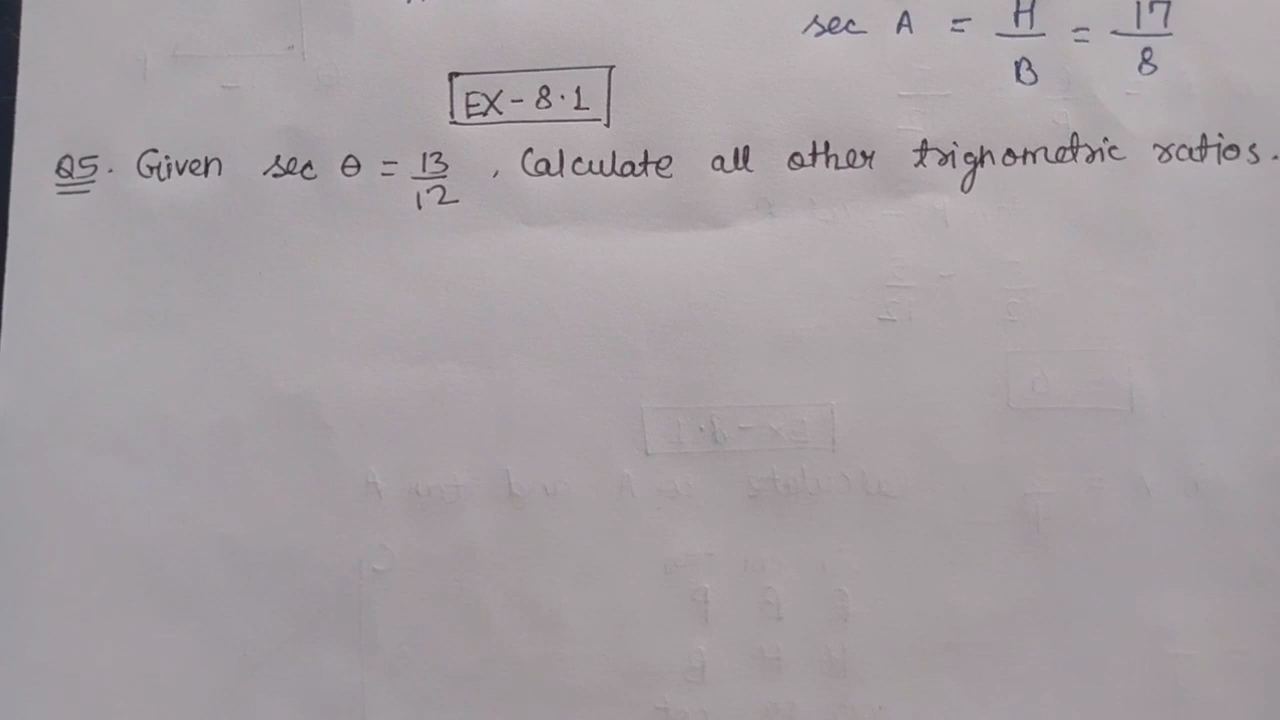 sec A = H/B = 17/8
EX - 8.1
Q5. Given sec θ = 13/12, Calculate all other trignometric ratios.